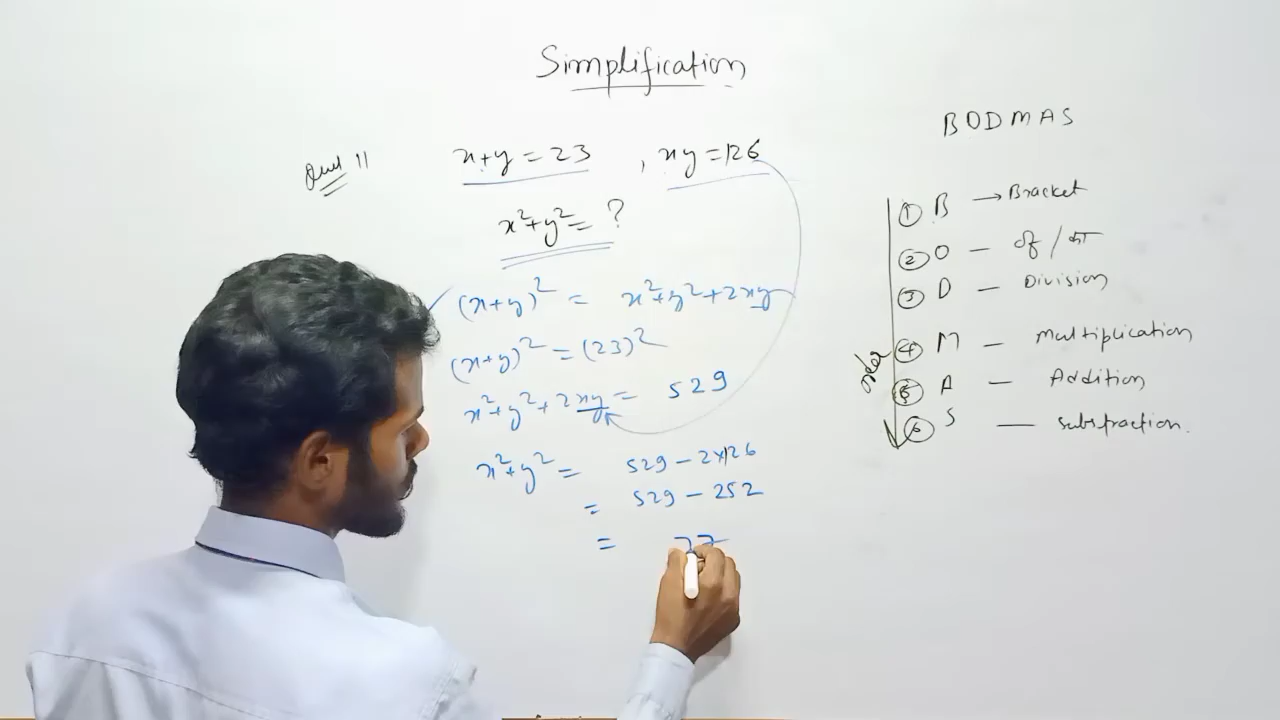 Simplification
BODMAS
Ques 11 x+y = 23 , xy = 126
x²+y² = ?
(x+y)² = x²+y²+2xy
(x+y)² = (23)²
x²+y²+2xy = 529
x²+y² = 529 - 2×126
= 529 - 252
= 77
① B → Bracket
② O - of /
③ D - Division
④ M - Multiplication
⑤ A - Addition
⑥ S - Subtraction.
order